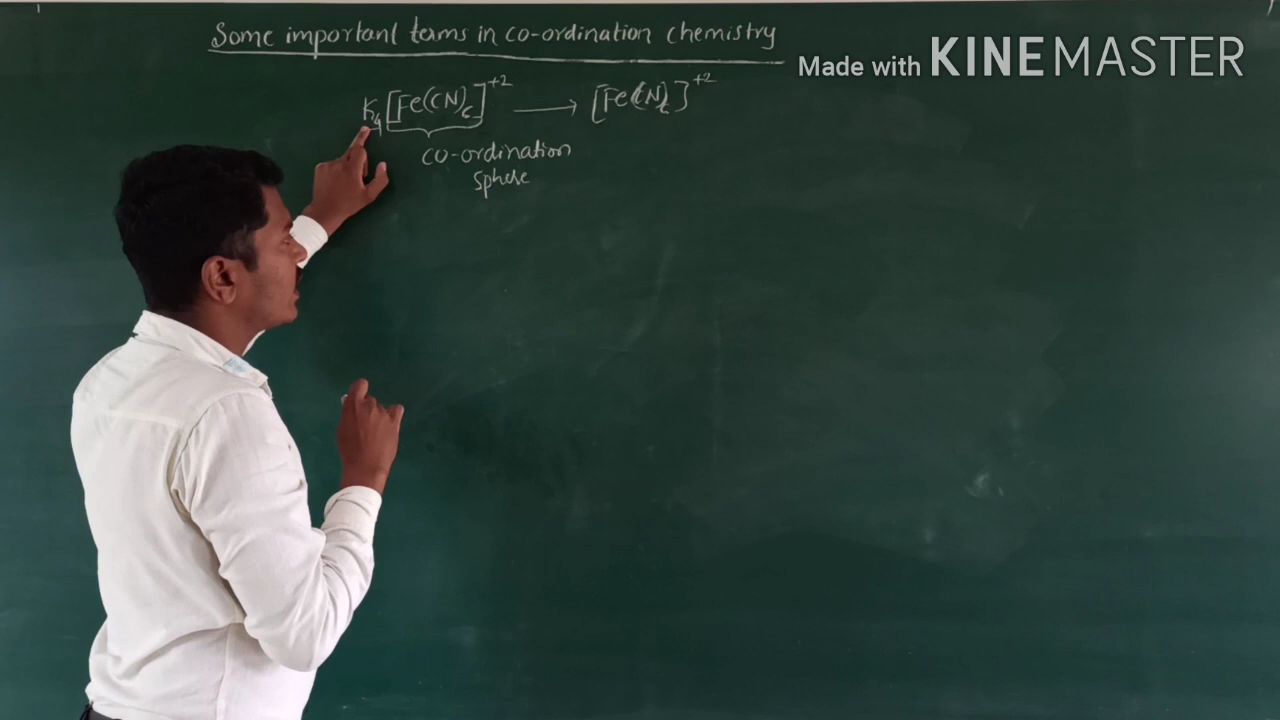 Some important terms in co-ordination chemistry
Made with KINEMASTER
K4[Fe(CN)6]+2 ⟶ [Fe(CN)6]+2
co-ordination
sphere